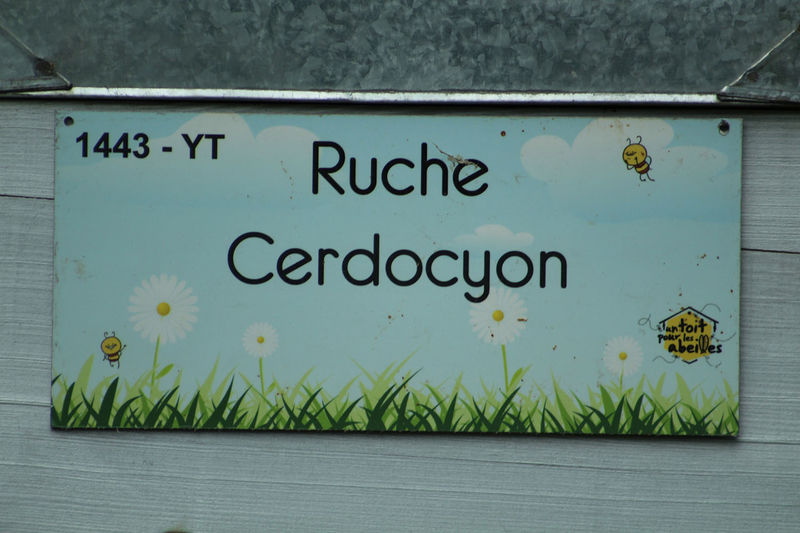 1443 - YT
Ruche
Cerdocyon
un toit
pour les
abeilles